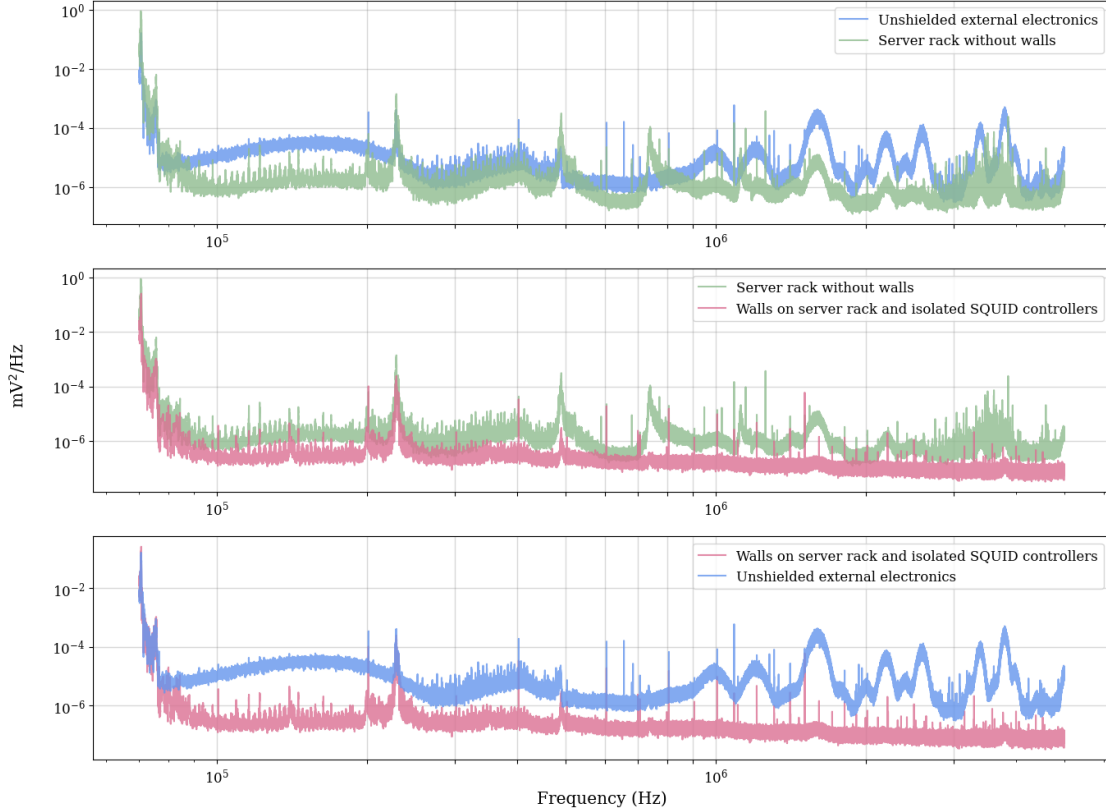 10⁰
10⁻²
10⁻⁴
10⁻⁶
Unshielded external electronics
Server rack without walls
10⁵
10⁶
10⁰
10⁻²
10⁻⁴
10⁻⁶
Server rack without walls
Walls on server rack and isolated SQUID controllers
10⁵
10⁶
mV²/Hz
10⁻²
10⁻⁴
10⁻⁶
Walls on server rack and isolated SQUID controllers
Unshielded external electronics
10⁵
10⁶
Frequency (Hz)